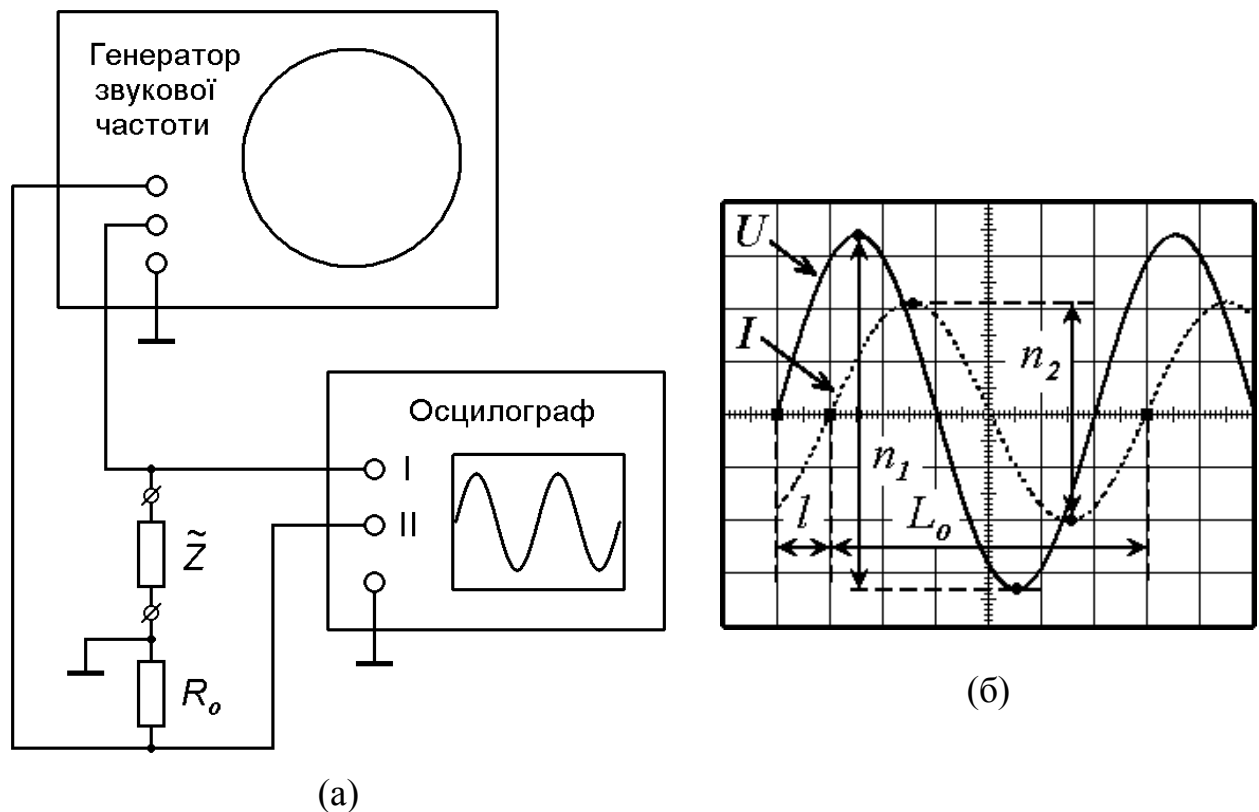 Генератор
звукової
частоти
Осцилограф
I
II
Z̃
Rₒ
(а)
U
I
n₁
n₂
l
Lₒ
(б)